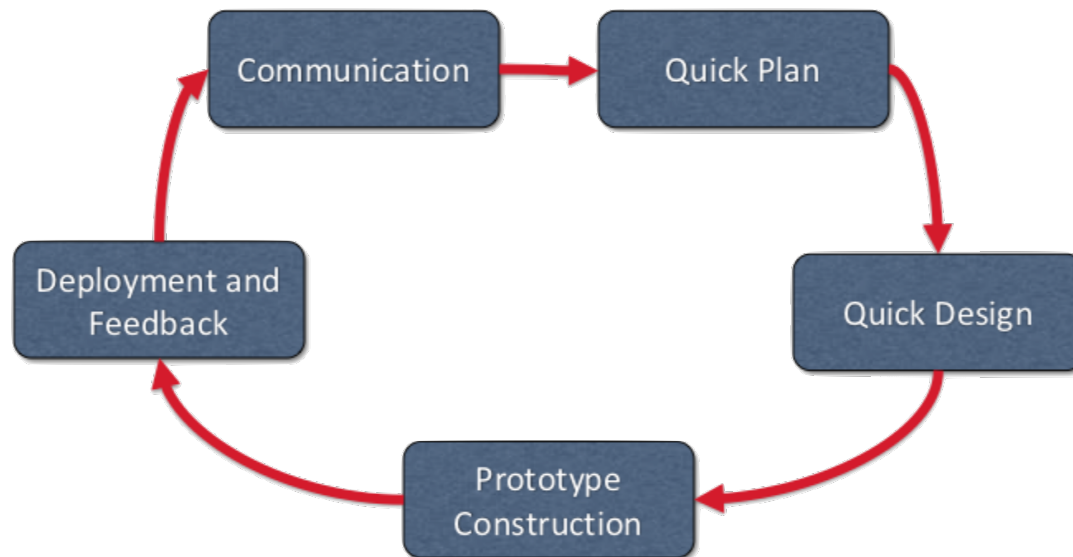 Communication
Quick Plan
Deployment and
Feedback
Quick Design
Prototype
Construction